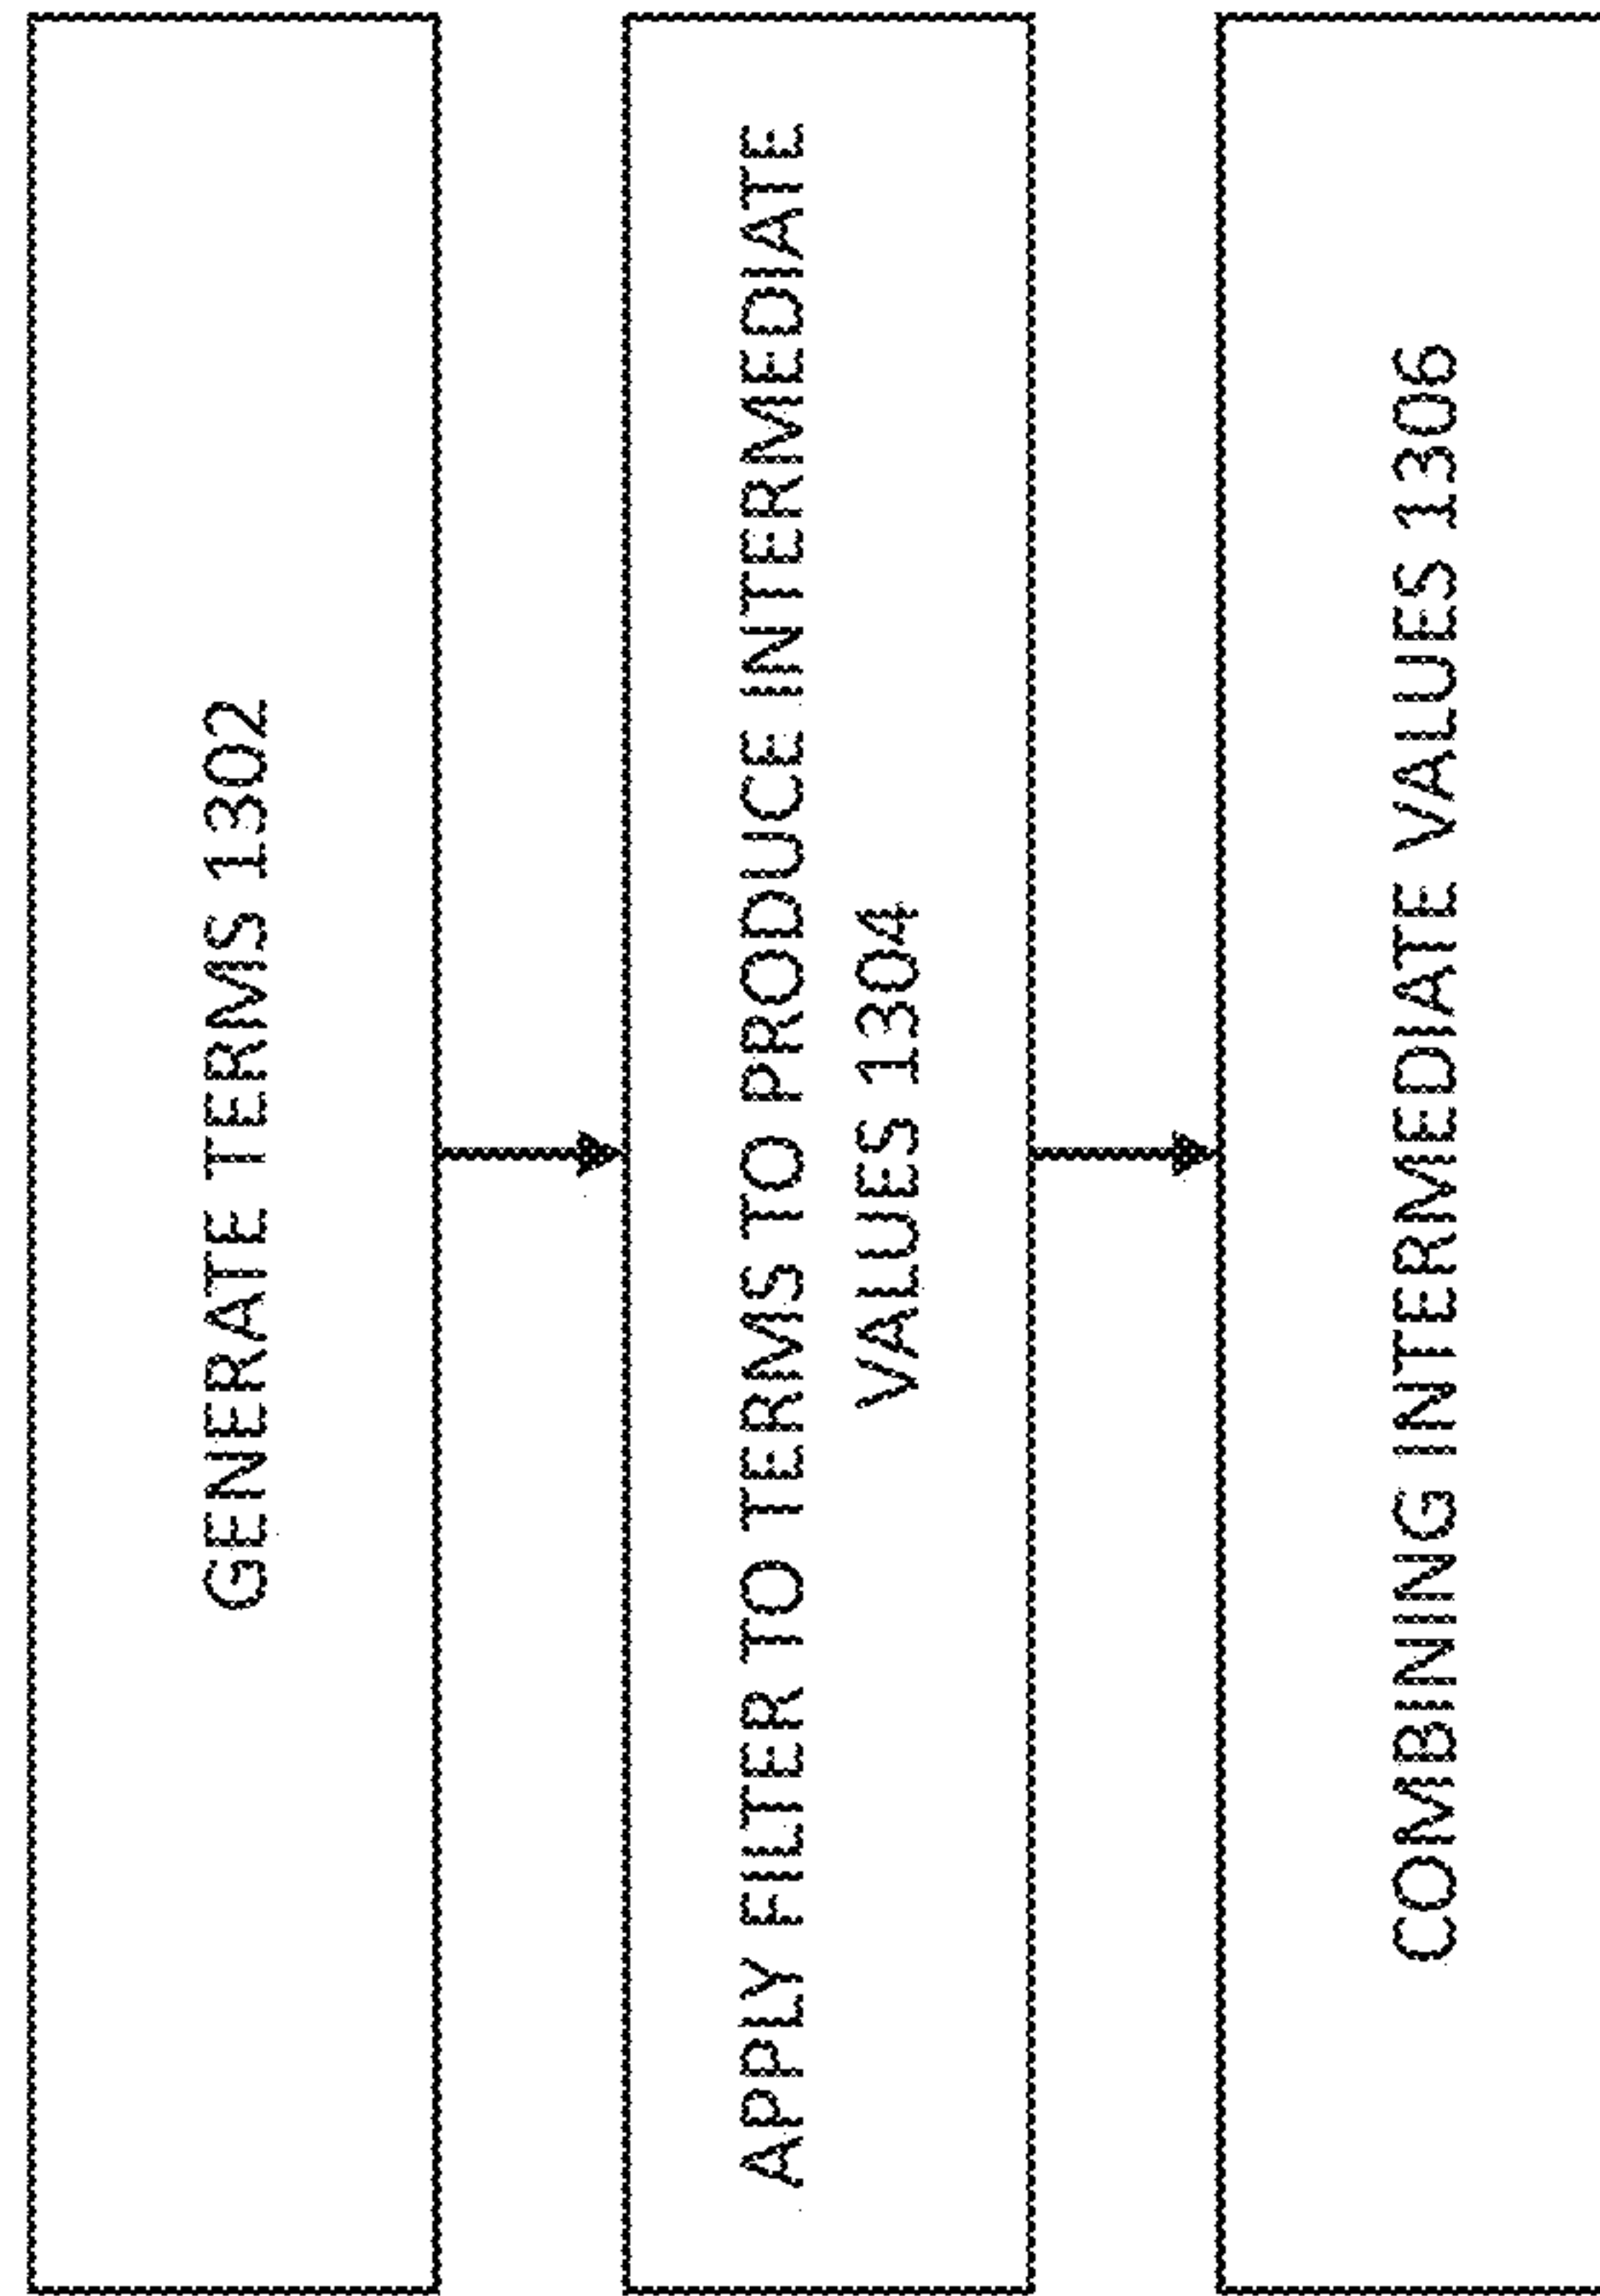 GENERATE TERMS 1302
APPLY FILTER TO TERMS TO PRODUCE INTERMEDIATE
VALUES 1304
COMBINING INTERMEDIATE VALUES 1306